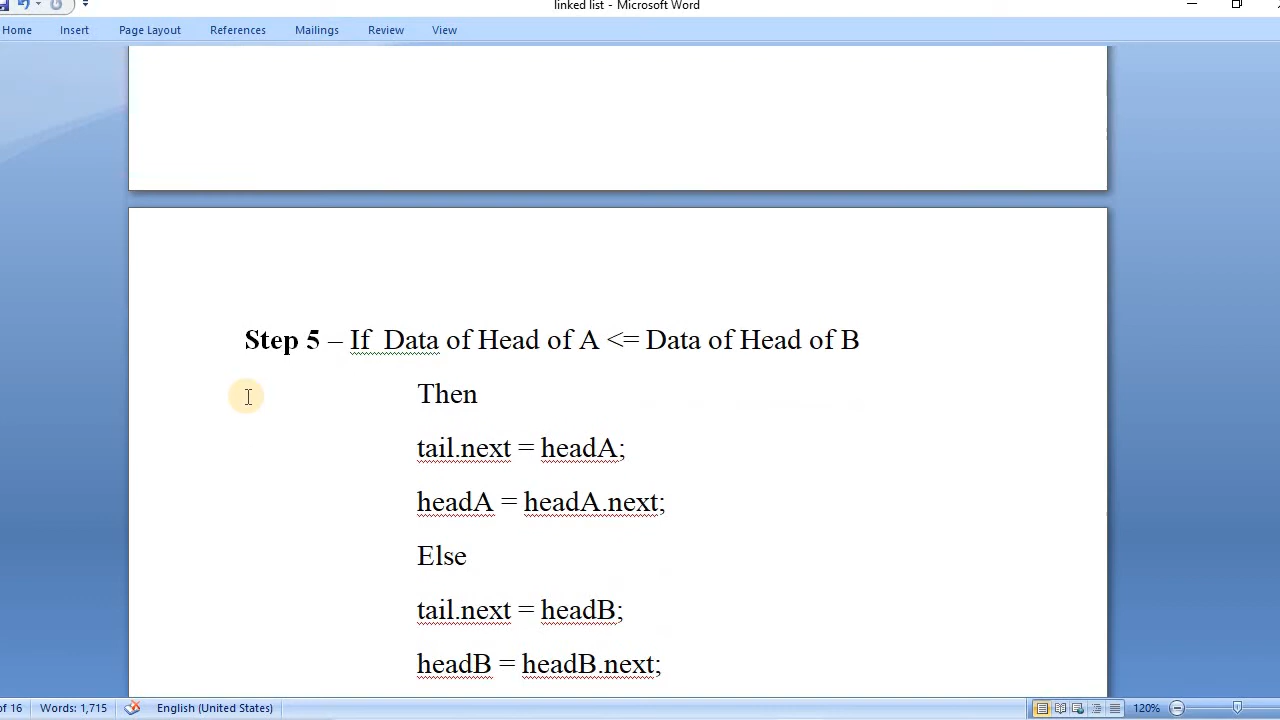 linked list - Microsoft Word
Home Insert Page Layout References Mailings Review View
Step 5 – If  Data of Head of A <= Data of Head of B
Then
tail.next = headA;
headA = headA.next;
Else
tail.next = headB;
headB = headB.next;
of 16 Words: 1,715 English (United States) 120%